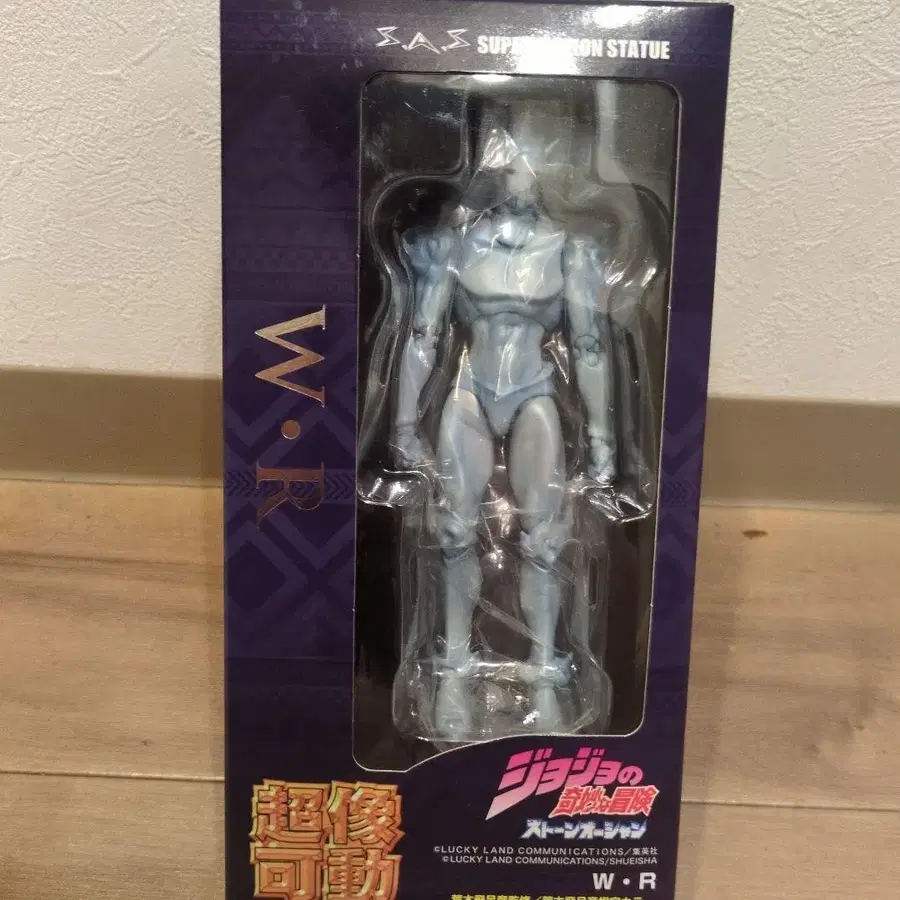 S.A.S SUPER ACTION STATUE
W・R
ジョジョの
奇妙な冒険
ストーンオーシャン
©LUCKY LAND COMMUNICATIONS/集英社
©LUCKY LAND COMMUNICATIONS/SHUEISHA
W・R
超像
可動